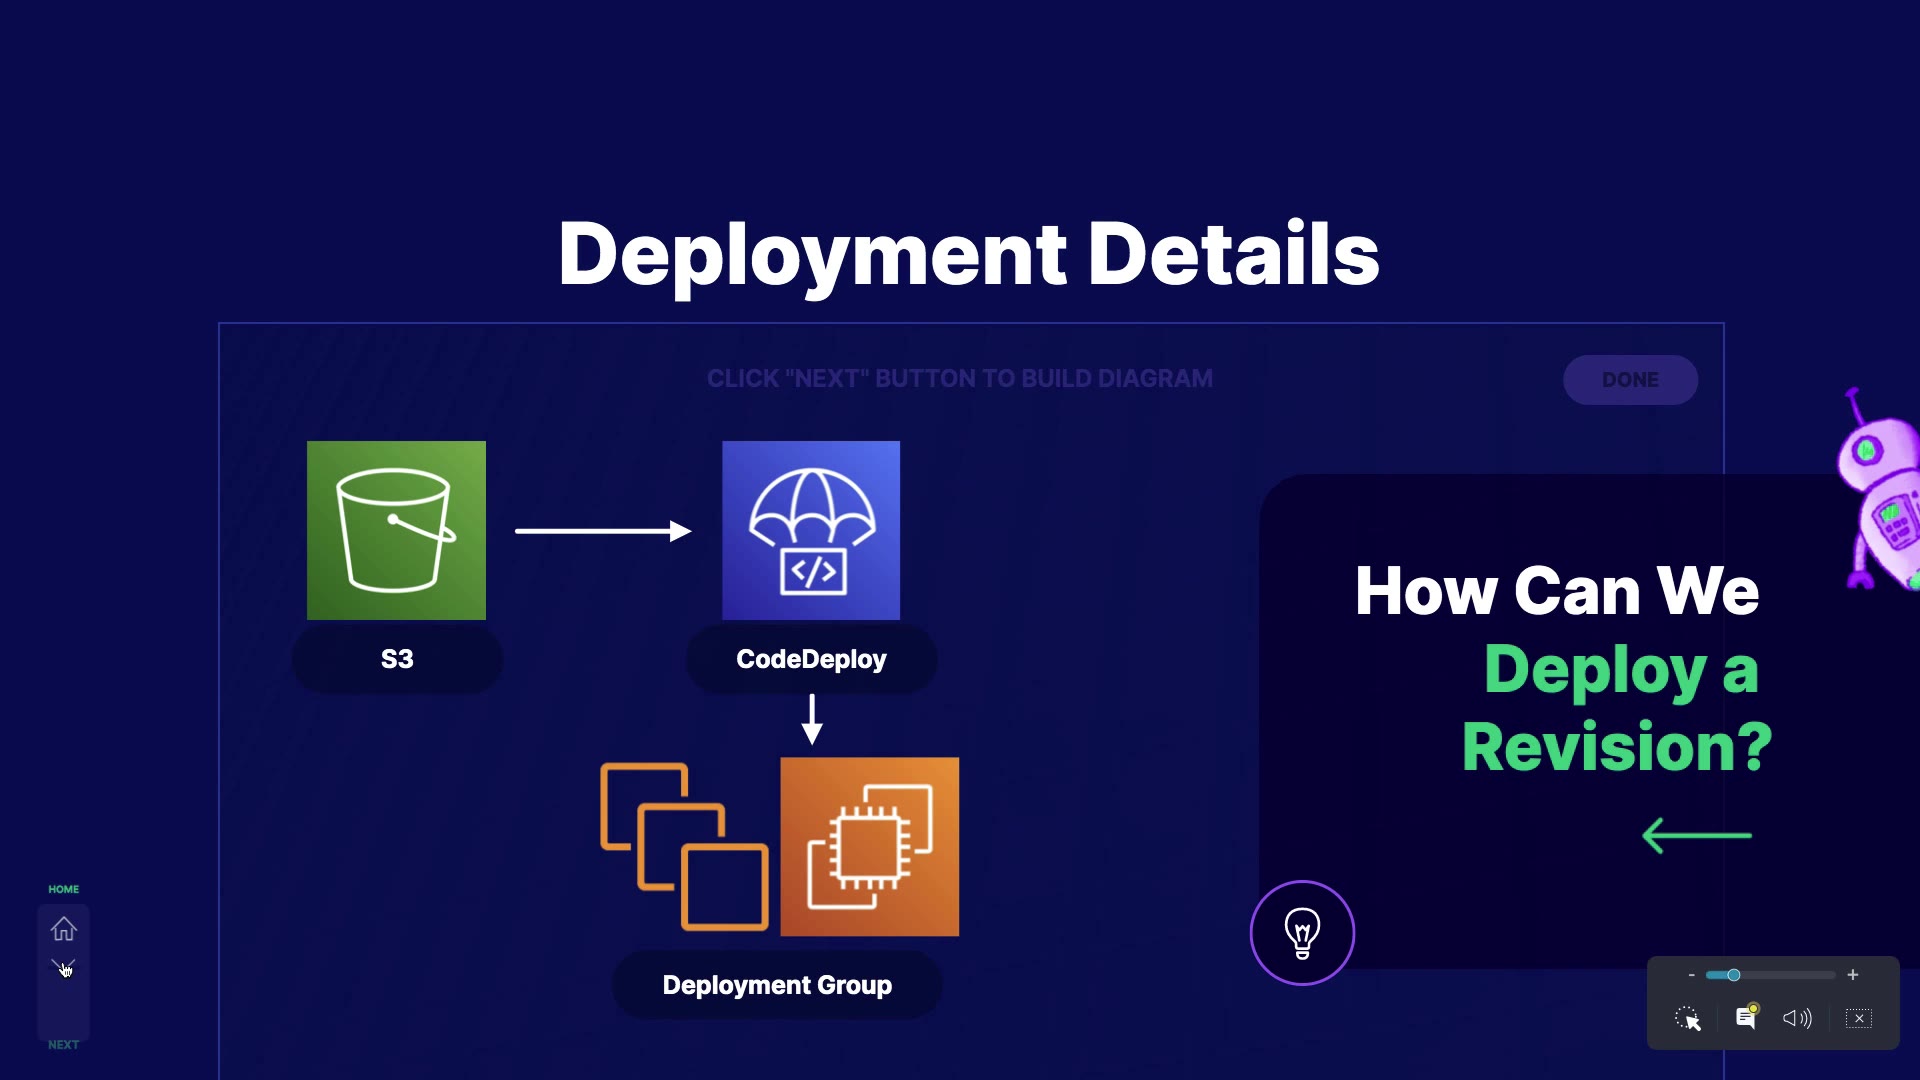 Deployment Details
CLICK "NEXT" BUTTON TO BUILD DIAGRAM
DONE
S3
CodeDeploy
Deployment Group
How Can We
Deploy a
Revision?
HOME
NEXT
- +